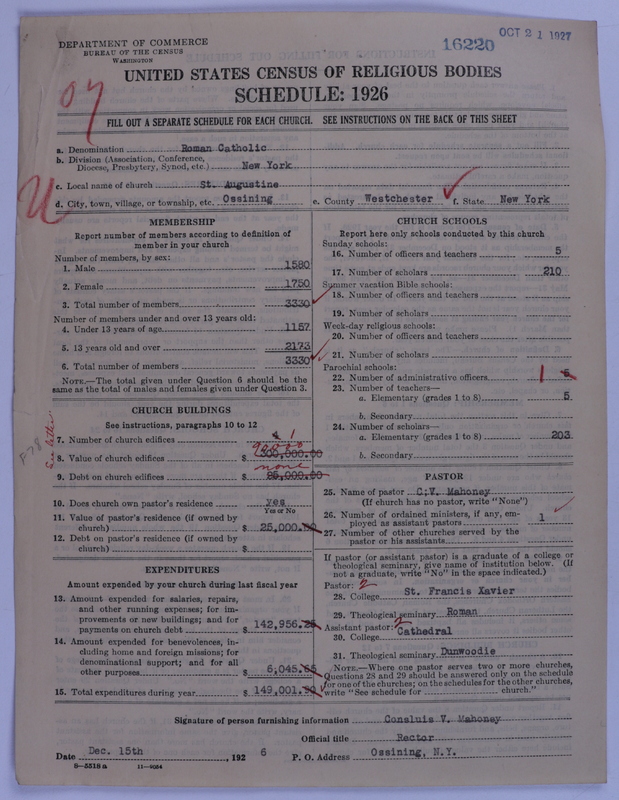 DEPARTMENT OF COMMERCE
BUREAU OF THE CENSUS
WASHINGTON
16220
OCT 21 1927
UNITED STATES CENSUS OF RELIGIOUS BODIES
SCHEDULE: 1926
FILL OUT A SEPARATE SCHEDULE FOR EACH CHURCH. SEE INSTRUCTIONS ON THE BACK OF THIS SHEET
a. Denomination Roman Catholic
b. Division (Association, Conference,
Diocese, Presbytery, Synod, etc.) New York
c. Local name of church St. Augustine
d. City, town, village, or township, etc. Ossining e. County Westchester f. State New York
MEMBERSHIP
Report number of members according to definition of
member in your church
Number of members, by sex:
1. Male 1580
2. Female 1750
3. Total number of members 3330
Number of members under and over 13 years old:
4. Under 13 years of age 1157
5. 13 years old and over 2173
6. Total number of members 3330
NOTE.—The total given under Question 6 should be
same as the total of males and females given under Question 3.
CHURCH BUILDINGS
See instructions, paragraphs 10 to 12
7. Number of church edifices 1
See letter
8. Value of church edifices $
9. Debt on church edifices $ none
10. Does church own pastor's residence yes
Yes or No
11. Value of pastor's residence (if owned by
church) $ 25,000.00
12. Debt on pastor's residence (if owned by
church) $
EXPENDITURES
Amount expended by your church during last fiscal year
13. Amount expended for salaries, repairs,
and other running expenses; for im-
provements or new buildings; and for
payments on church debt $ 142,956.25
14. Amount expended for benevolences, in-
cluding home and foreign missions; for
denominational support; and for all
other purposes $ 6,045.65
15. Total expenditures during year $ 149,001.90
CHURCH SCHOOLS
Report here only schools conducted by this church
Sunday schools:
16. Number of officers and teachers 5
17. Number of scholars 210
Summer vacation Bible schools:
18. Number of officers and teachers
19. Number of scholars
Week-day religious schools:
20. Number of officers and teachers
21. Number of scholars
Parochial schools:
22. Number of administrative officers 1 5
23. Number of teachers—
a. Elementary (grades 1 to 8) 5
b. Secondary
24. Number of scholars—
a. Elementary (grades 1 to 8) 203
b. Secondary
PASTOR
25. Name of pastor C. V. Mahoney
(If church has no pastor, write "None")
26. Number of ordained ministers, if any, em-
ployed as assistant pastors 1
27. Number of other churches served by the
pastor or his assistants
If pastor (or assistant pastor) is a graduate of a college or
theological seminary, give name of institution below. (If
not a graduate, write "No" in the space indicated.)
Pastor: 2
28. College St. Francis Xavier
29. Theological seminary Roman
Assistant pastor: 2
30. College Cathedral
31. Theological seminary Dunwoodie
NOTE.—Where one pastor serves two or more churches,
Questions 28 and 29 should be answered only on the schedule
for one of the churches; on the schedules for the other churches,
write "See schedule for church."
Signature of person furnishing information Consluis V. Mahoney
Official title Rector
Date Dec. 15th, 192 6 P. O. Address Ossining, N.Y.
8—5518 a 11—9034